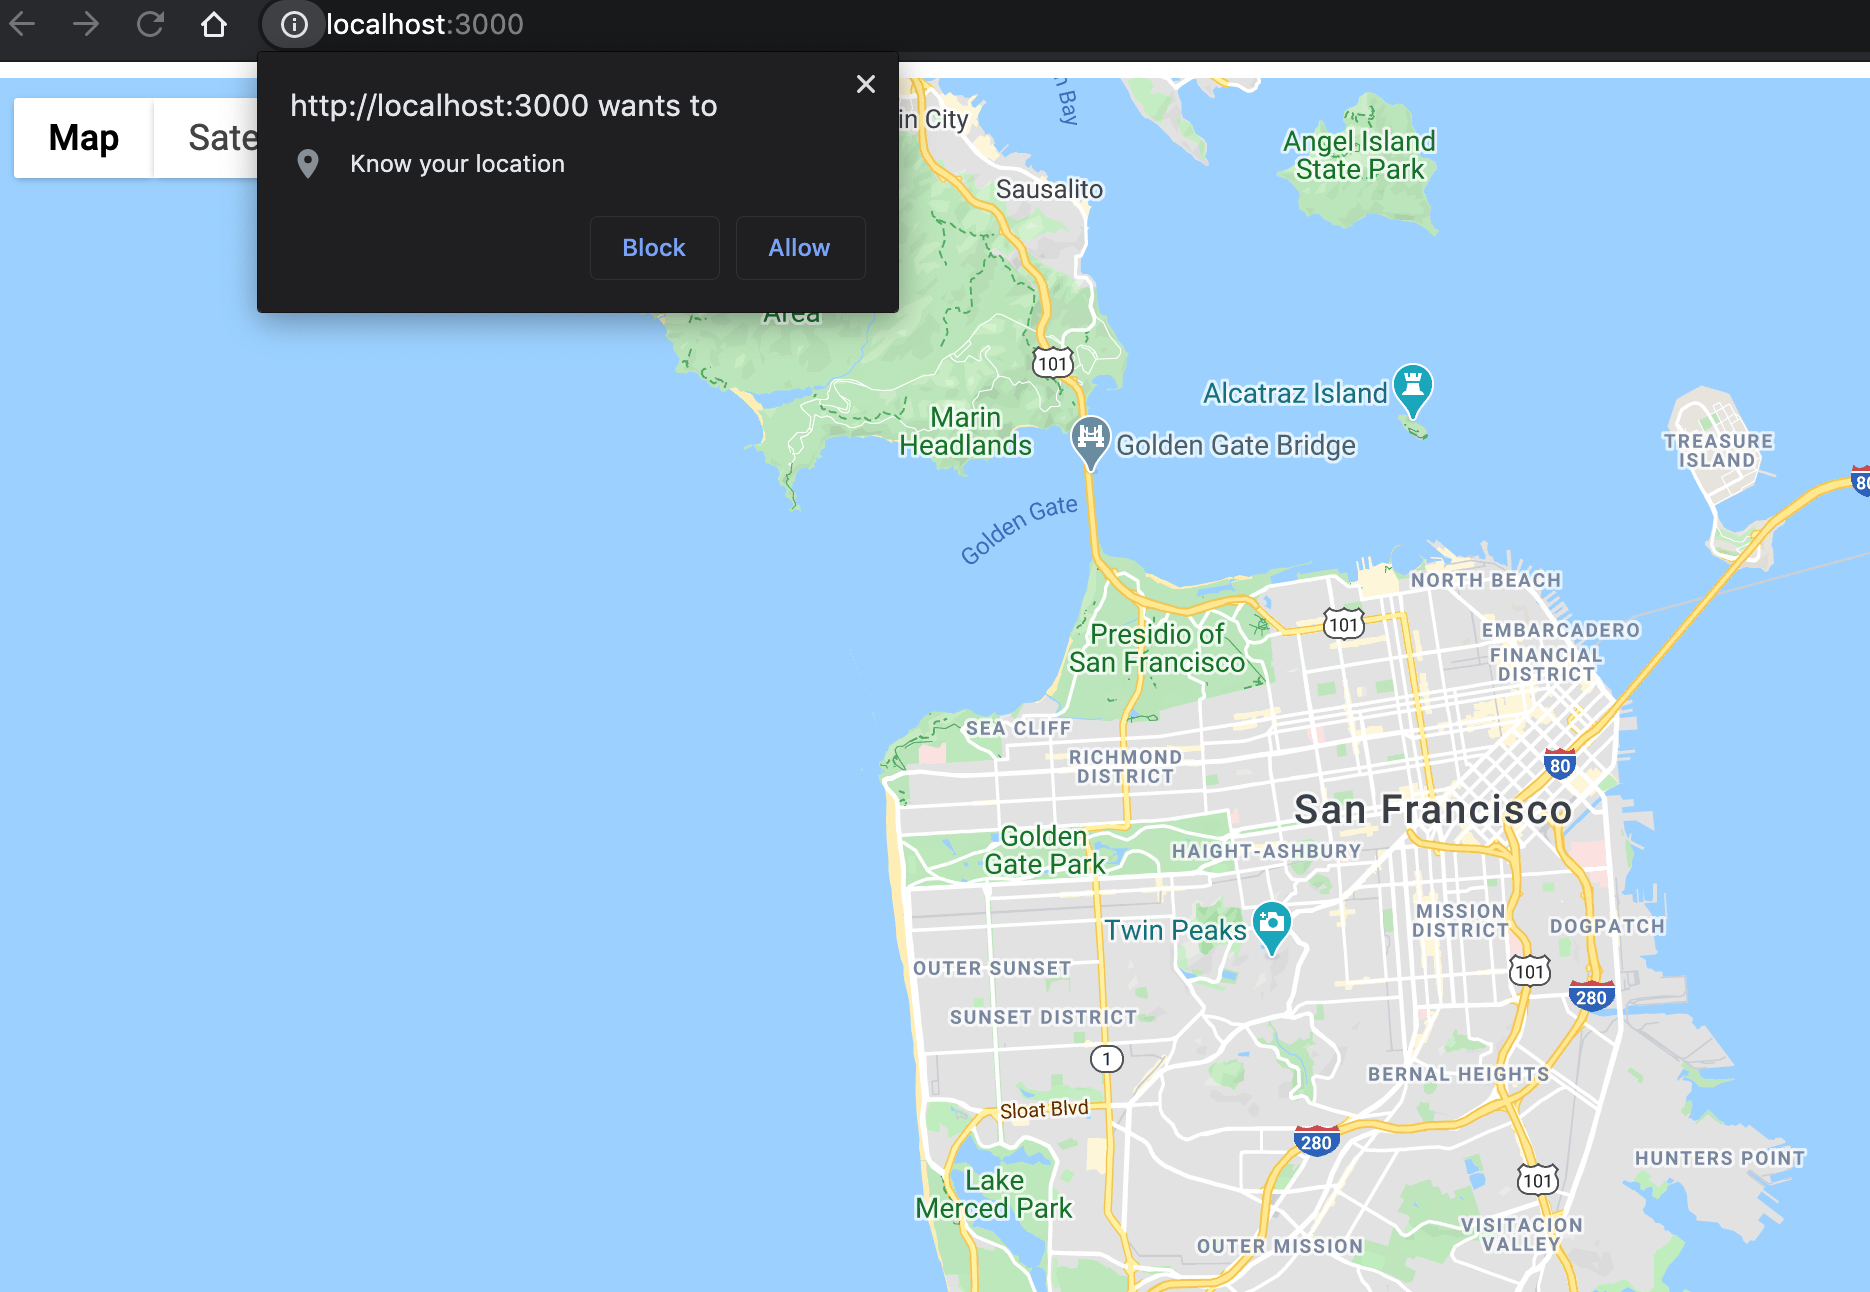 localhost:3000
http://localhost:3000 wants to
Know your location
Block
Allow
Map
Sate
in City
Bay
Angel Island
State Park
Sausalito
Area
101
Alcatraz Island
Marin
Headlands
Golden Gate Bridge
TREASURE
ISLAND
80
Golden Gate
NORTH BEACH
101
EMBARCADERO
Presidio of
San Francisco
FINANCIAL
DISTRICT
SEA CLIFF
RICHMOND
DISTRICT
80
San Francisco
Golden
Gate Park
HAIGHT-ASHBURY
MISSION
DISTRICT
DOGPATCH
Twin Peaks
OUTER SUNSET
101
280
SUNSET DISTRICT
1
BERNAL HEIGHTS
Sloat Blvd
280
HUNTERS POINT
Lake
Merced Park
101
VISITACION
VALLEY
OUTER MISSION